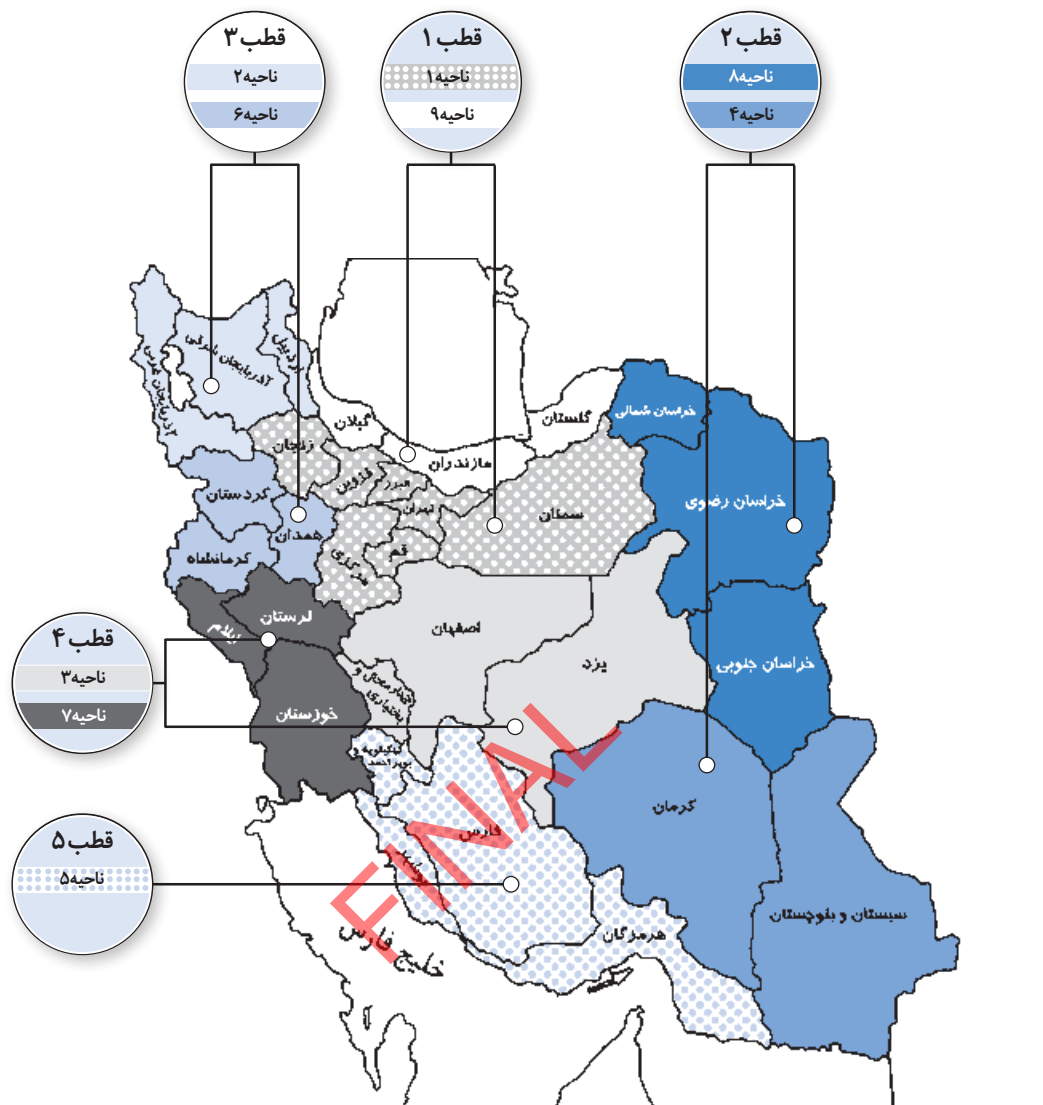 قطب ۲
ناحیه۸
ناحیه۴
قطب ۱
ناحیه۱
ناحیه۹
قطب ۳
ناحیه۲
ناحیه۶
آذربایجان شرقی
آذربایجان غربی
اردبیل
گیلان
گلستان
خراسان شمالی
مازندران
زنجان
قزوین
البرز
تهران
سمنان
خراسان رضوی
کردستان
همدان
مرکزی
قم
کرمانشاه
لرستان
ایلام
اصفهان
یزد
خراسان جنوبی
قطب ۴
ناحیه۳
ناحیه۷
چهارمحال و
بختیاری
خوزستان
کهگیلویه و
بویراحمد
FINAL
کرمان
فارس
قطب ۵
ناحیه۵
سیستان و بلوچستان
هرمزگان
خلیج فارس